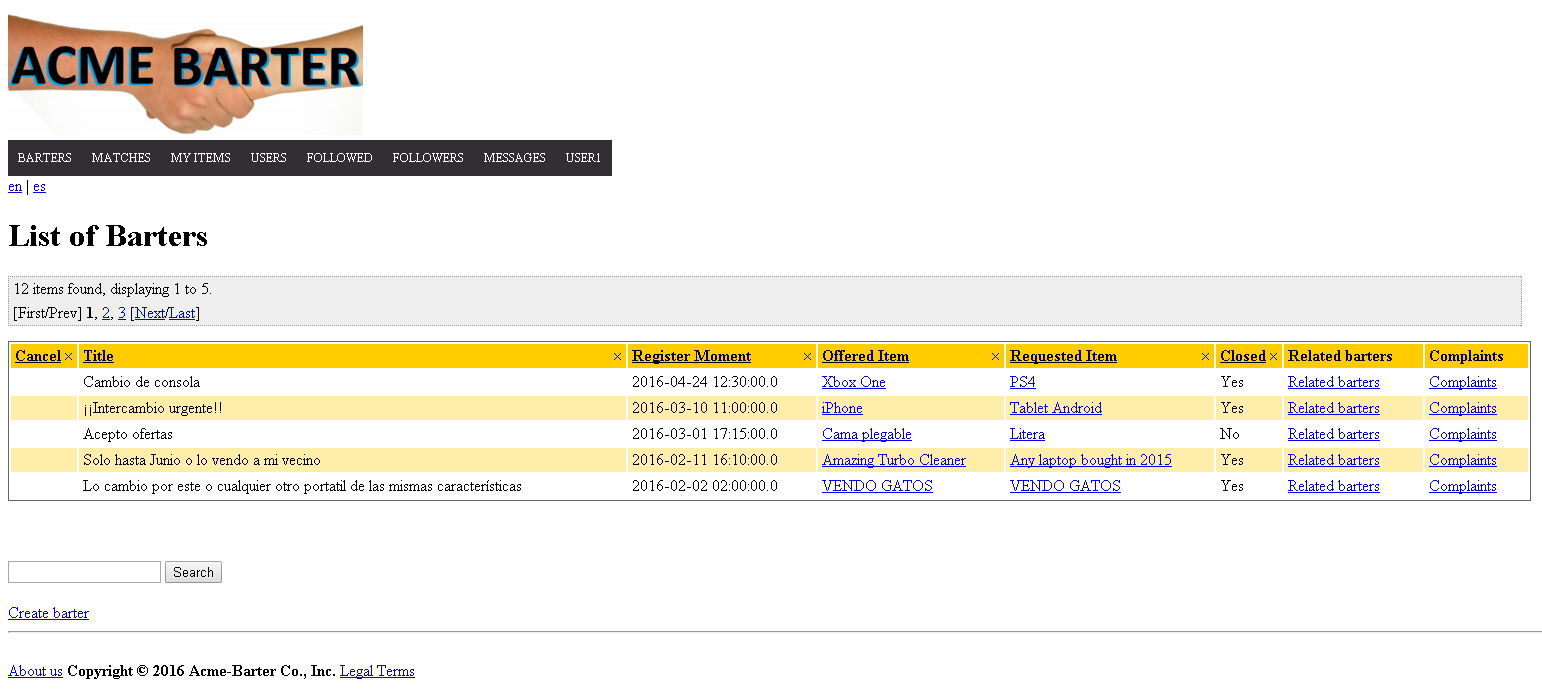 ACME BARTER
BARTERS MATCHES MY ITEMS USERS FOLLOWED FOLLOWERS MESSAGES USER1
en | es
List of Barters
12 items found, displaying 1 to 5.
[First/Prev] 1, 2, 3 [Next/Last]
Cancel × Title × Register Moment × Offered Item × Requested Item × Closed × Related barters Complaints
Cambio de consola 2016-04-24 12:30:00.0 Xbox One PS4 Yes Related barters Complaints
¡¡Intercambio urgente!! 2016-03-10 11:00:00.0 iPhone Tablet Android Yes Related barters Complaints
Acepto ofertas 2016-03-01 17:15:00.0 Cama plegable Litera No Related barters Complaints
Solo hasta Junio o lo vendo a mi vecino 2016-02-11 16:10:00.0 Amazing Turbo Cleaner Any laptop bought in 2015 Yes Related barters Complaints
Lo cambio por este o cualquier otro portatil de las mismas características 2016-02-02 02:00:00.0 VENDO GATOS VENDO GATOS Yes Related barters Complaints
Search
Create barter
About us Copyright © 2016 Acme-Barter Co., Inc. Legal Terms